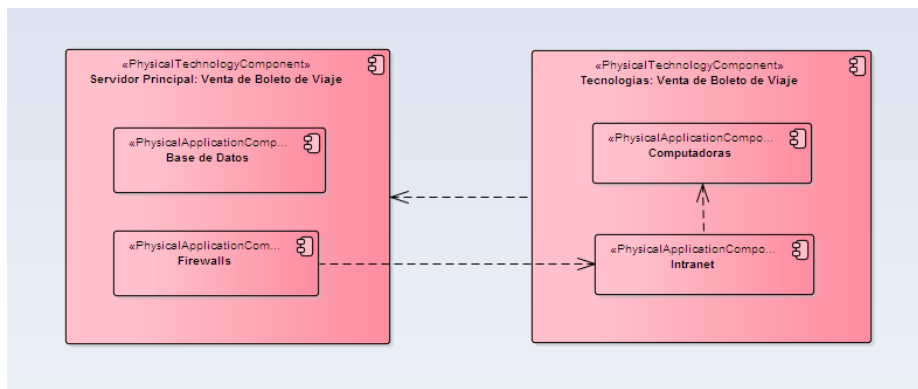 «PhysicalTechnologyComponent»
Servidor Principal: Venta de Boleto de Viaje
«PhysicalApplicationComp...
Base de Datos
«PhysicalApplicationCom...
Firewalls
«PhysicalTechnologyComponent»
Tecnologias: Venta de Boleto de Viaje
«PhysicalApplicationCompo...
Computadoras
«PhysicalApplicationCompo...
Intranet